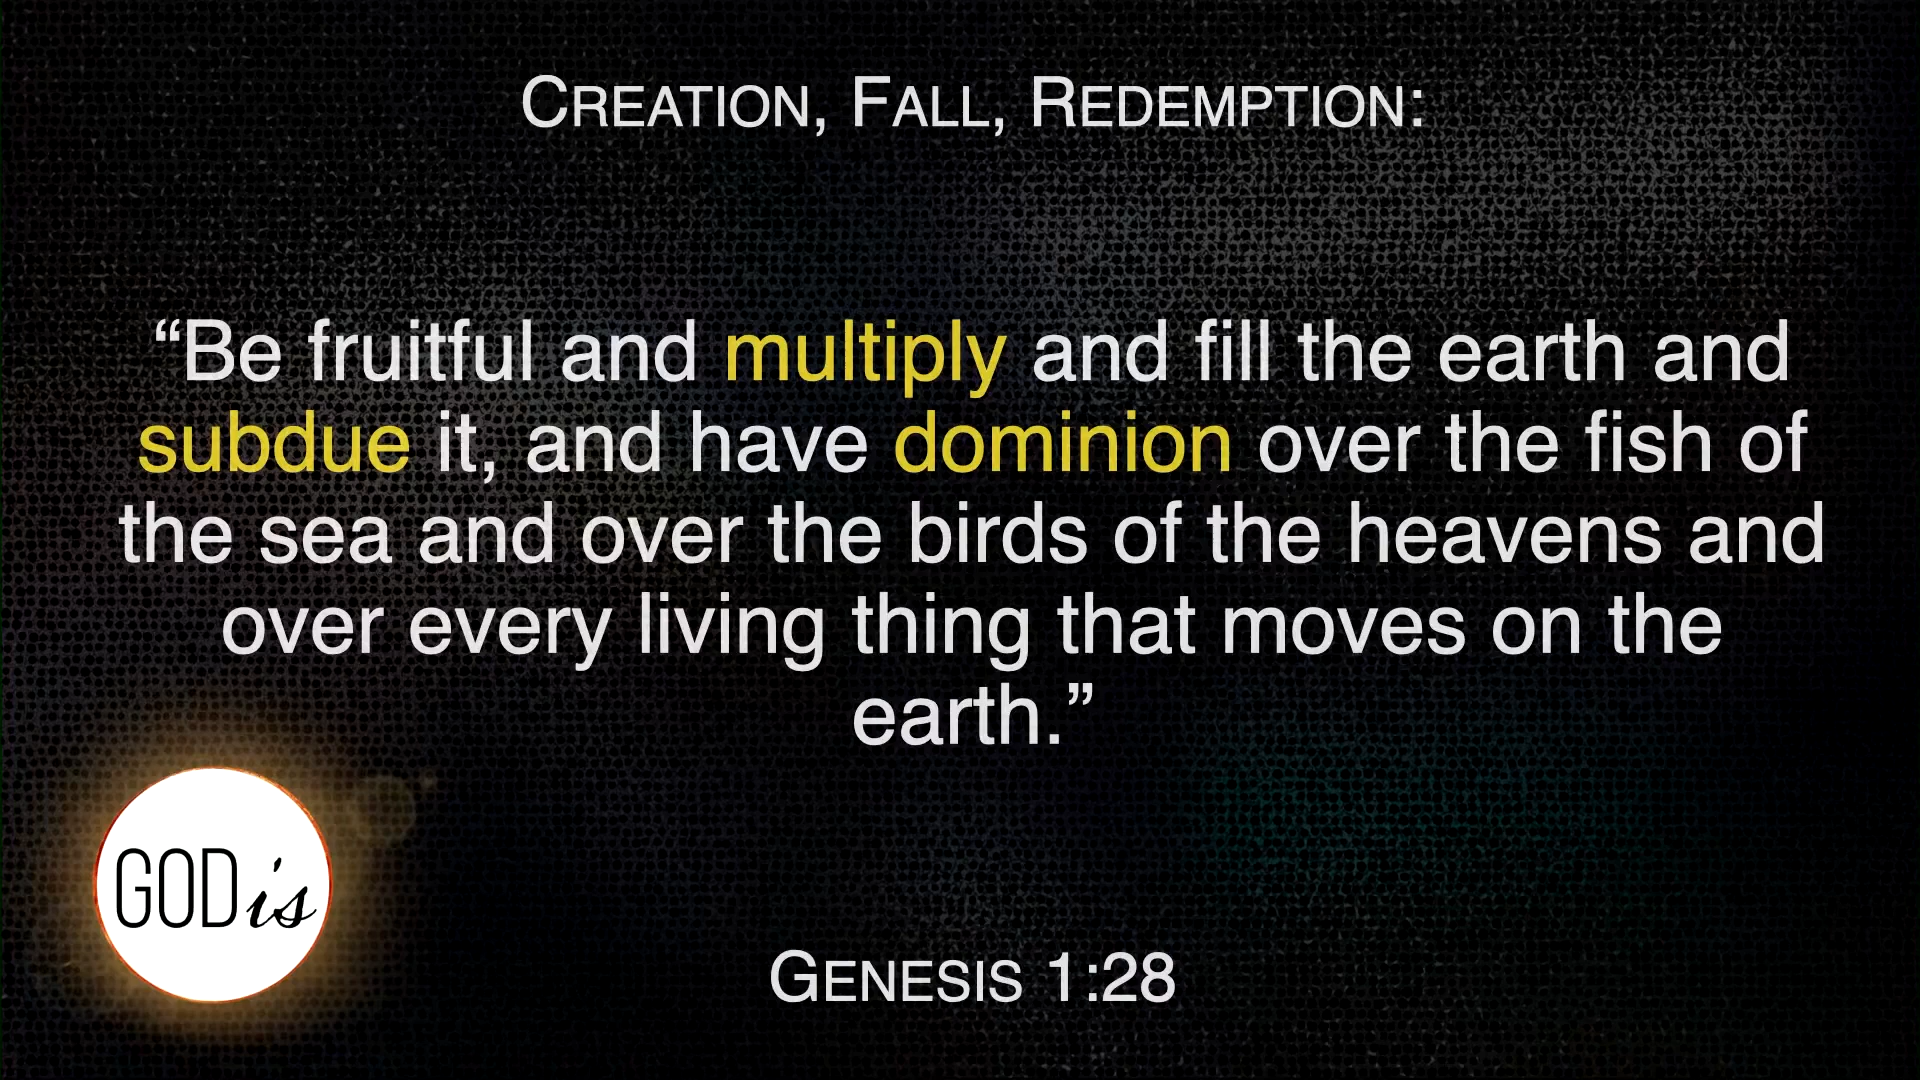 CREATION, FALL, REDEMPTION:
“Be fruitful and multiply and fill the earth and
subdue it, and have dominion over the fish of
the sea and over the birds of the heavens and
over every living thing that moves on the
earth.”
GOD is
GENESIS 1:28